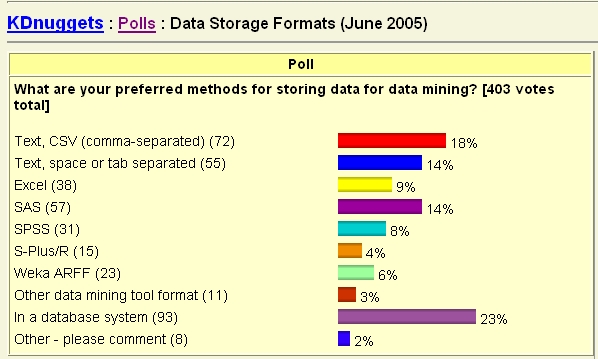 KDnuggets : Polls : Data Storage Formats (June 2005)
Poll
What are your preferred methods for storing data for data mining? [403 votes
total]
Text, CSV (comma-separated) (72) 18%
Text, space or tab separated (55) 14%
Excel (38) 9%
SAS (57) 14%
SPSS (31) 8%
S-Plus/R (15) 4%
Weka ARFF (23) 6%
Other data mining tool format (11) 3%
In a database system (93) 23%
Other - please comment (8) 2%